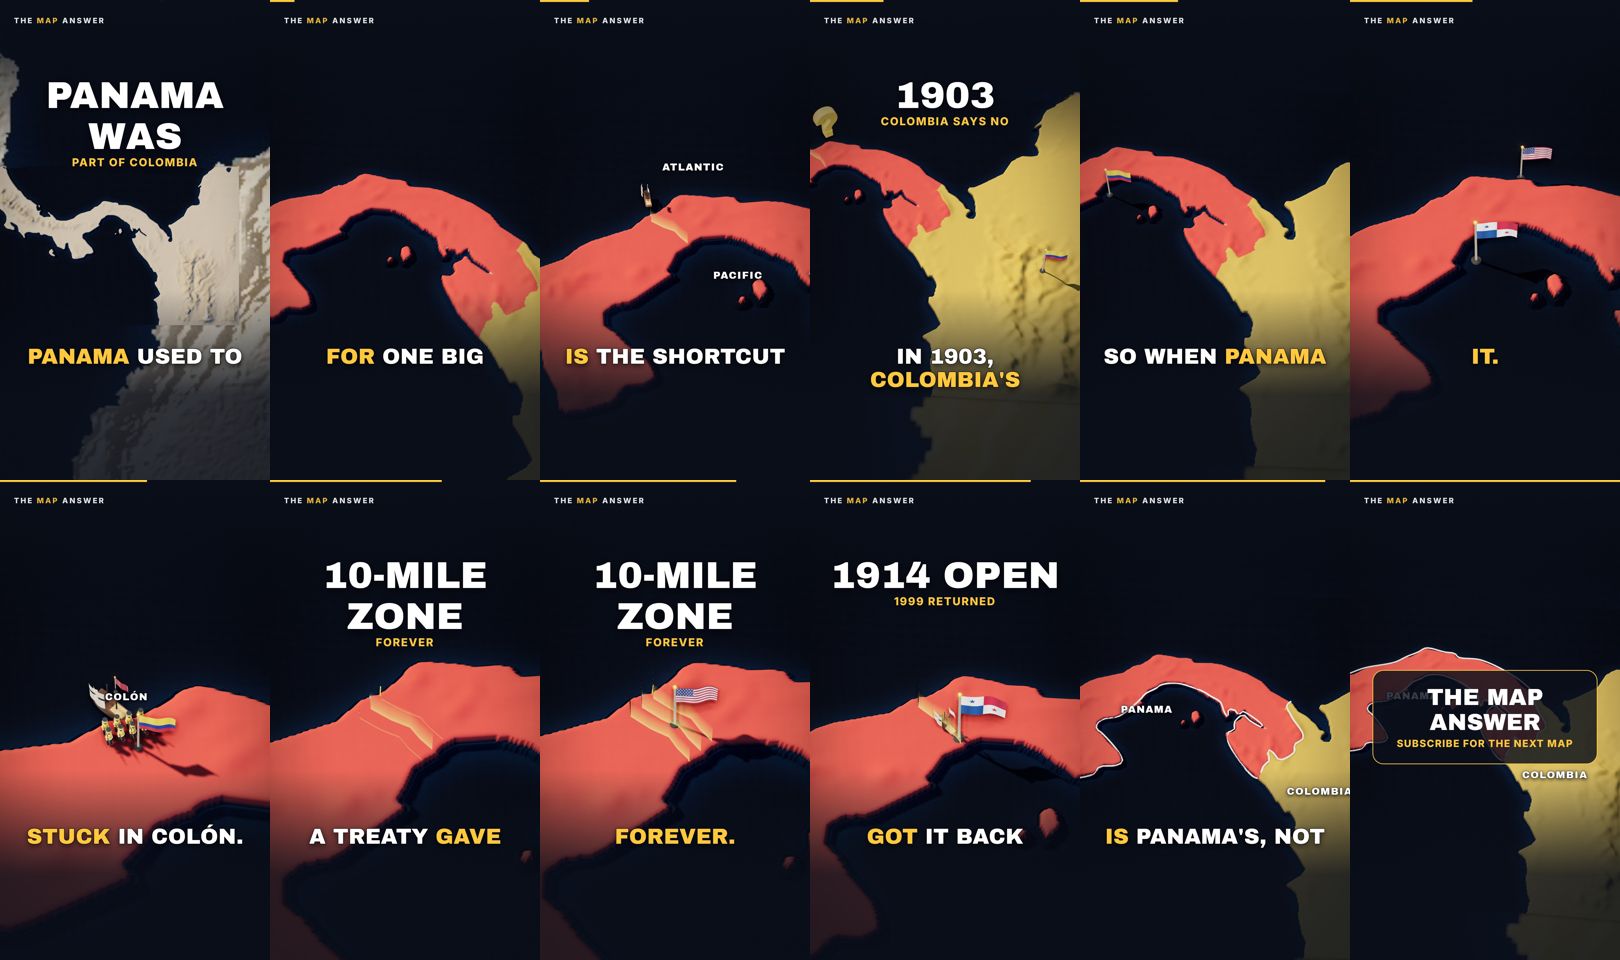 THE MAP ANSWER
PANAMA
WAS
PART OF COLOMBIA
PANAMA USED TO
THE MAP ANSWER
FOR ONE BIG
THE MAP ANSWER
ATLANTIC
PACIFIC
IS THE SHORTCUT
THE MAP ANSWER
1903
COLOMBIA SAYS NO
IN 1903,
COLOMBIA'S
THE MAP ANSWER
SO WHEN PANAMA
THE MAP ANSWER
IT.
THE MAP ANSWER
COLÓN
STUCK IN COLÓN.
THE MAP ANSWER
10-MILE
ZONE
FOREVER
A TREATY GAVE
THE MAP ANSWER
10-MILE
ZONE
FOREVER
FOREVER.
THE MAP ANSWER
1914 OPEN
1999 RETURNED
GOT IT BACK
THE MAP ANSWER
PANAMA
COLOMBIA
IS PANAMA'S, NOT
THE MAP ANSWER
PANAMA
THE MAP
ANSWER
SUBSCRIBE FOR THE NEXT MAP
COLOMBIA